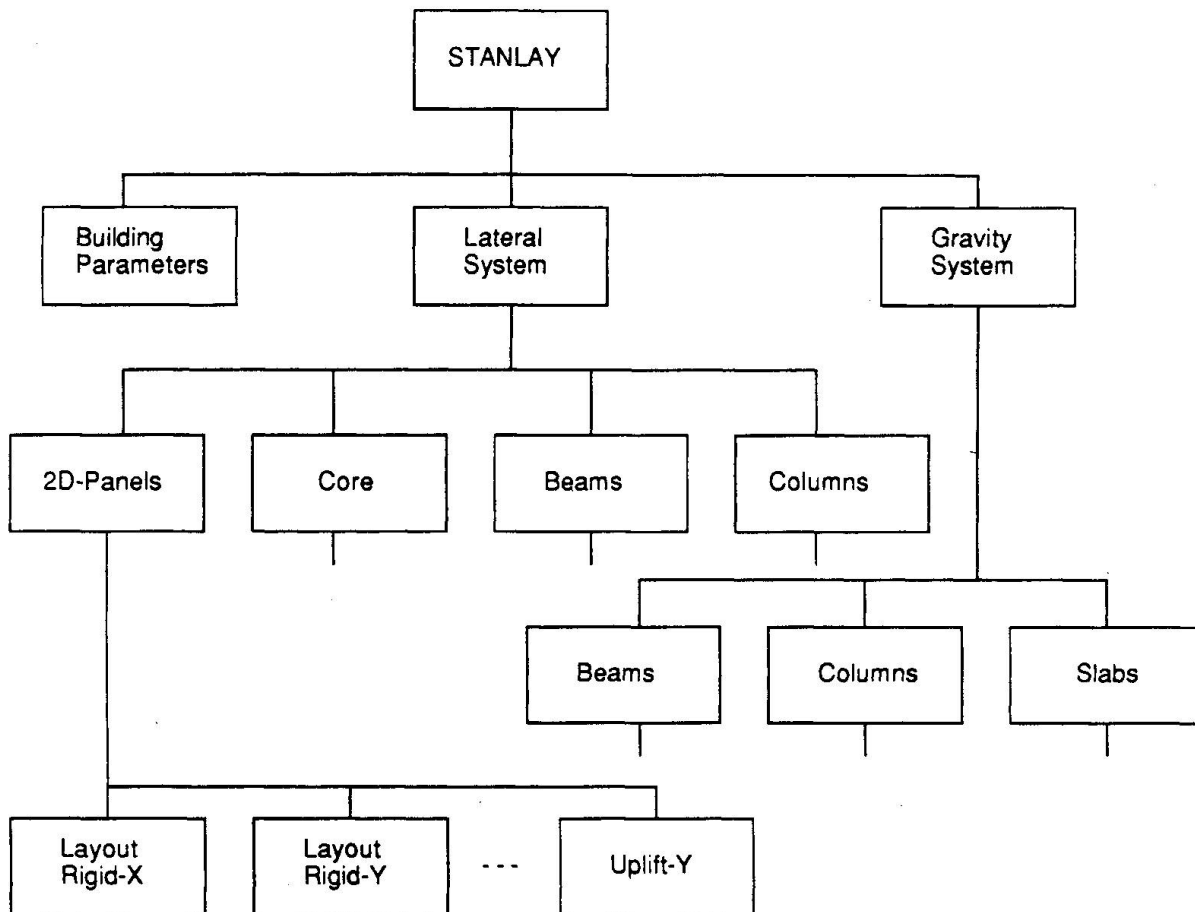 STANLAY
Building
Parameters
Lateral
System
Gravity
System
2D-Panels
Core
Beams
Columns
Beams
Columns
Slabs
Layout
Rigid-X
Layout
Rigid-Y
- - -
Uplift-Y